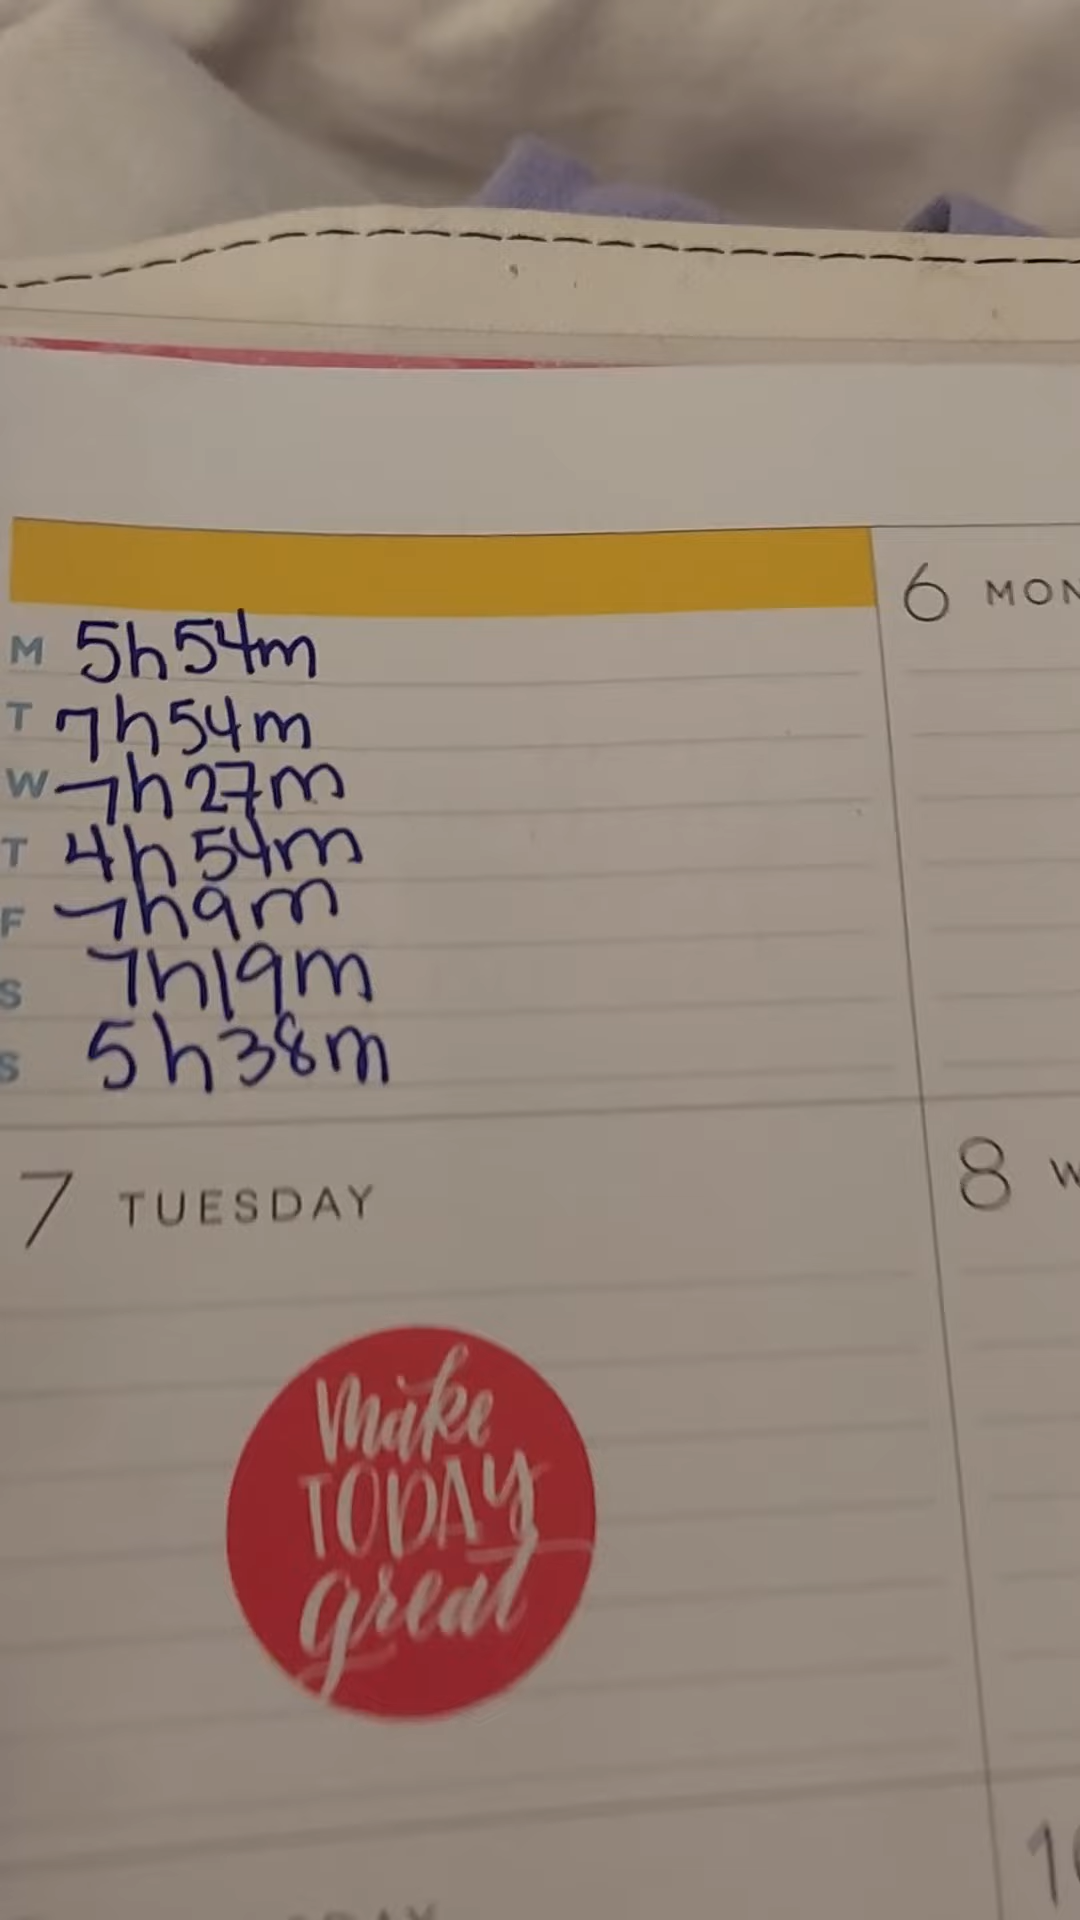 6 MON
M 5h54m
T 7h54m
W 7h27m
T 4h54m
F 7h9m
S 7h19m
S 5h38m
7 TUESDAY
8 W
Make
TODAY
great